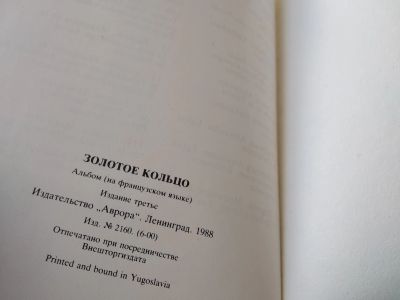 ЗОЛОТОЕ КОЛЬЦО
Альбом (на французском языке)
Издание третье
Издательство „Аврора“. Ленинград. 1988
Изд. № 2160. (6-00)
Отпечатано при посредничестве
Внешторгиздата
Printed and bound in Yugoslavia